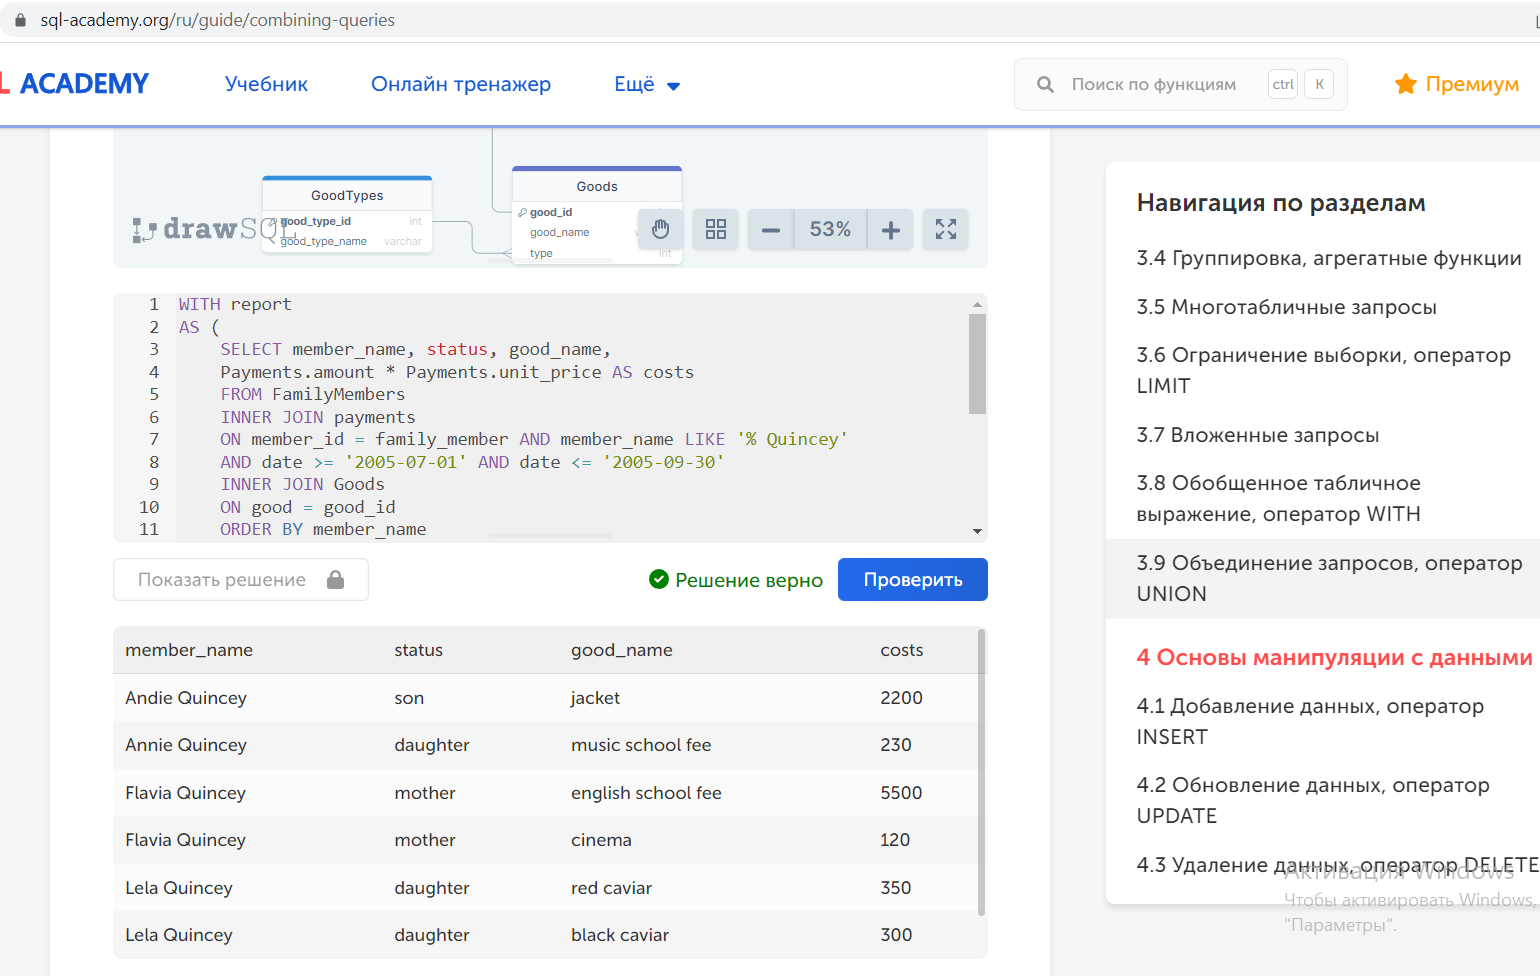 sql-academy.org/ru/guide/combining-queries
L ACADEMY
Учебник
Онлайн тренажер
Ещё
Поиск по функциям
ctrl
K
Премиум
GoodTypes
good_type_id int
good_type_name varchar
drawSQL
Goods
good_id
good_name
type int
53%
1 WITH report
2 AS (
3 SELECT member_name, status, good_name,
4 Payments.amount * Payments.unit_price AS costs
5 FROM FamilyMembers
6 INNER JOIN payments
7 ON member_id = family_member AND member_name LIKE '% Quincey'
8 AND date >= '2005-07-01' AND date <= '2005-09-30'
9 INNER JOIN Goods
10 ON good = good_id
11 ORDER BY member_name
Показать решение
Решение верно
Проверить
member_name status good_name costs
Andie Quincey son jacket 2200
Annie Quincey daughter music school fee 230
Flavia Quincey mother english school fee 5500
Flavia Quincey mother cinema 120
Lela Quincey daughter red caviar 350
Lela Quincey daughter black caviar 300
Навигация по разделам
3.4 Группировка, агрегатные функции
3.5 Многотабличные запросы
3.6 Ограничение выборки, оператор
LIMIT
3.7 Вложенные запросы
3.8 Обобщенное табличное
выражение, оператор WITH
3.9 Объединение запросов, оператор
UNION
4 Основы манипуляции с данными
4.1 Добавление данных, оператор
INSERT
4.2 Обновление данных, оператор
UPDATE
4.3 Удаление данных, оператор DELETE
Активация Windows
Чтобы активировать Windows,
"Параметры".